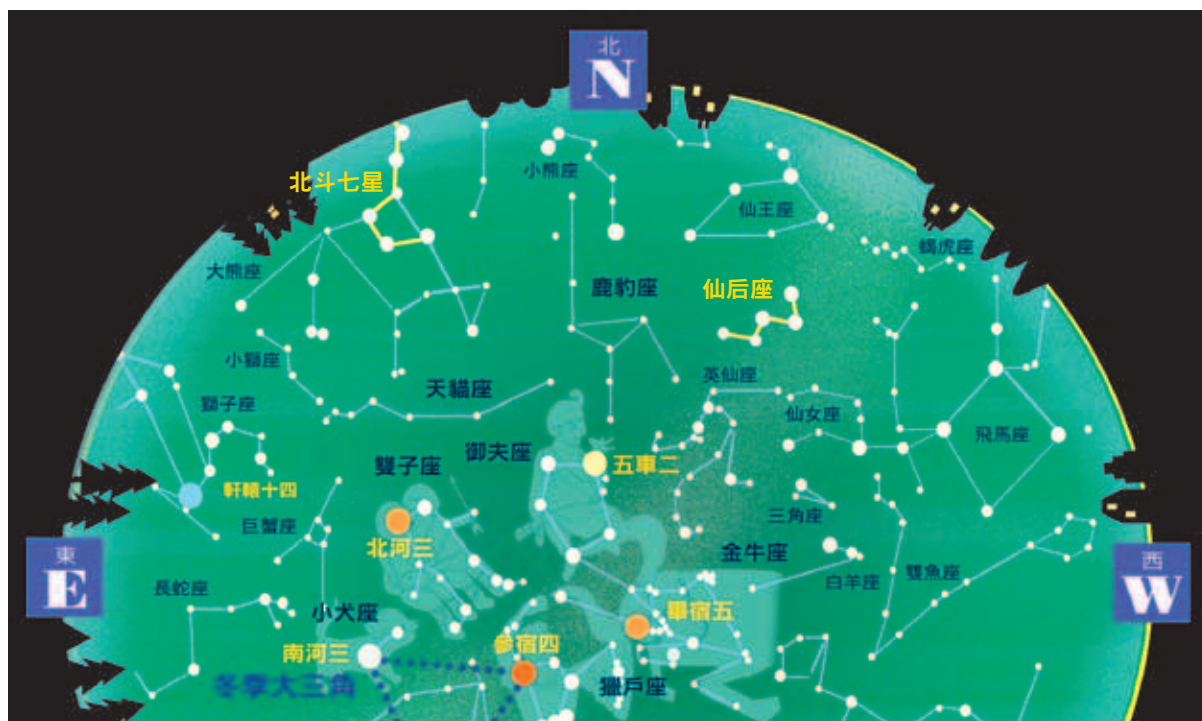 北
N
小熊座
北斗七星
仙王座
蝎虎座
大熊座
鹿豹座
仙后座
小獅座
天貓座
英仙座
獅子座
仙女座
飛馬座
御夫座
雙子座
五車二
軒轅十四
三角座
巨蟹座
北河三
金牛座
東
E
西
W
白羊座
雙魚座
長蛇座
小犬座
畢宿五
南河三
參宿四
冬季大三角
獵戶座